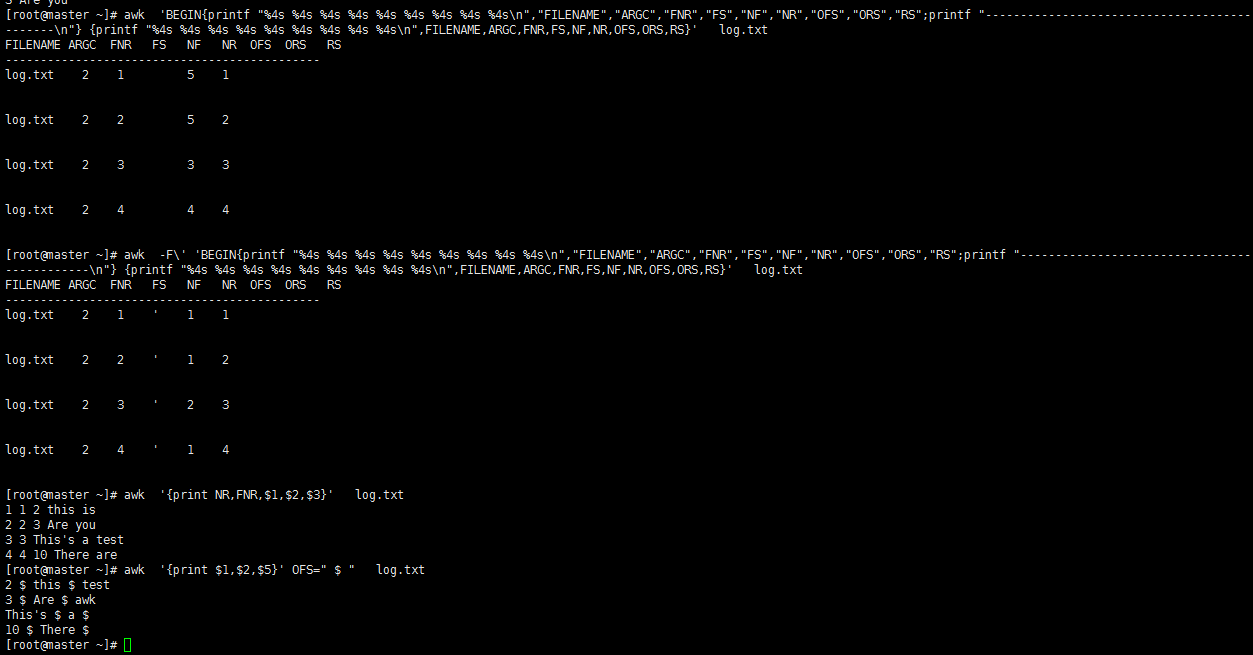 3 Are you
[root@master ~]# awk  'BEGIN{printf "%4s %4s %4s %4s %4s %4s %4s %4s %4s\n","FILENAME","ARGC","FNR","FS","NF","NR","OFS","ORS","RS";printf "--------------------------------------
-------\n"} {printf "%4s %4s %4s %4s %4s %4s %4s %4s %4s\n",FILENAME,ARGC,FNR,FS,NF,NR,OFS,ORS,RS}'   log.txt
FILENAME ARGC  FNR   FS   NF   NR  OFS  ORS   RS
---------------------------------------------
log.txt    2    1         5    1
log.txt    2    2         5    2
log.txt    2    3         3    3
log.txt    2    4         4    4
[root@master ~]# awk  -F\' 'BEGIN{printf "%4s %4s %4s %4s %4s %4s %4s %4s %4s\n","FILENAME","ARGC","FNR","FS","NF","NR","OFS","ORS","RS";printf "---------------------------------
------------\n"} {printf "%4s %4s %4s %4s %4s %4s %4s %4s %4s\n",FILENAME,ARGC,FNR,FS,NF,NR,OFS,ORS,RS}'   log.txt
FILENAME ARGC  FNR   FS   NF   NR  OFS  ORS   RS
---------------------------------------------
log.txt    2    1    '    1    1
log.txt    2    2    '    1    2
log.txt    2    3    '    2    3
log.txt    2    4    '    1    4
[root@master ~]# awk  '{print NR,FNR,$1,$2,$3}'   log.txt
1 1 2 this is
2 2 3 Are you
3 3 This's a test
4 4 10 There are
[root@master ~]# awk  '{print $1,$2,$5}' OFS=" $ "   log.txt
2 $ this $ test
3 $ Are $ awk
This's $ a $
10 $ There $
[root@master ~]#